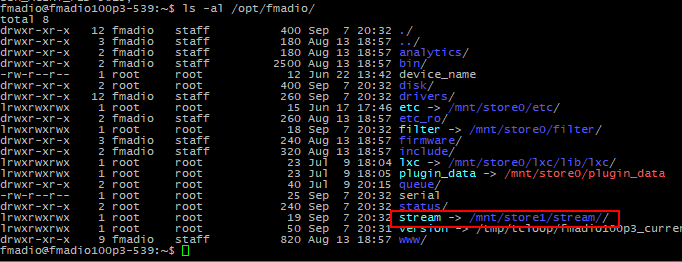 fmadio@fmadio100p3-539:~$ ls -al /opt/fmadio/
total 8
drwxr-xr-x 12 fmadio staff 400 Sep 7 20:32 ./
drwxr-xr-x 3 fmadio staff 180 Aug 13 18:57 ../
drwxr-xr-x 3 fmadio staff 180 Aug 13 18:57 analytics/
drwxr-xr-x 2 fmadio staff 2500 Aug 13 18:57 bin/
-rw-r--r-- 1 root root 12 Jun 22 13:42 device_name
drwxr-xr-x 2 root root 400 Sep 7 20:32 disk/
drwxr-xr-x 12 fmadio staff 260 Sep 7 20:32 drivers/
lrwxrwxrwx 1 root root 15 Jun 17 17:46 etc -> /mnt/store0/etc/
drwxr-xr-x 2 fmadio staff 260 Aug 13 18:57 etc_ro/
lrwxrwxrwx 1 root root 18 Sep 7 20:32 filter -> /mnt/store0/filter/
drwxr-xr-x 3 fmadio staff 240 Aug 13 18:57 firmware/
drwxr-xr-x 2 fmadio staff 320 Aug 13 18:57 include/
lrwxrwxrwx 1 root root 23 Jul 9 18:04 lxc -> /mnt/store0/lxc/lib/lxc/
lrwxrwxrwx 1 root root 23 Jul 9 18:05 plugin_data -> /mnt/store0/plugin_data
drwxr-xr-x 2 root root 40 Jul 9 20:15 queue/
-rw-r--r-- 1 root root 25 Sep 7 20:32 serial
drwxr-xr-x 2 root root 240 Sep 7 20:32 status/
lrwxrwxrwx 1 root root 19 Sep 7 20:32 stream -> /mnt/store1/stream//
lrwxrwxrwx 1 root root 50 Sep 7 20:31 version -> /tmp/tcloop/fmadio100p3_curre
drwxr-xr-x 9 fmadio staff 820 Aug 13 18:57 www/
fmadio@fmadio100p3-539:~$